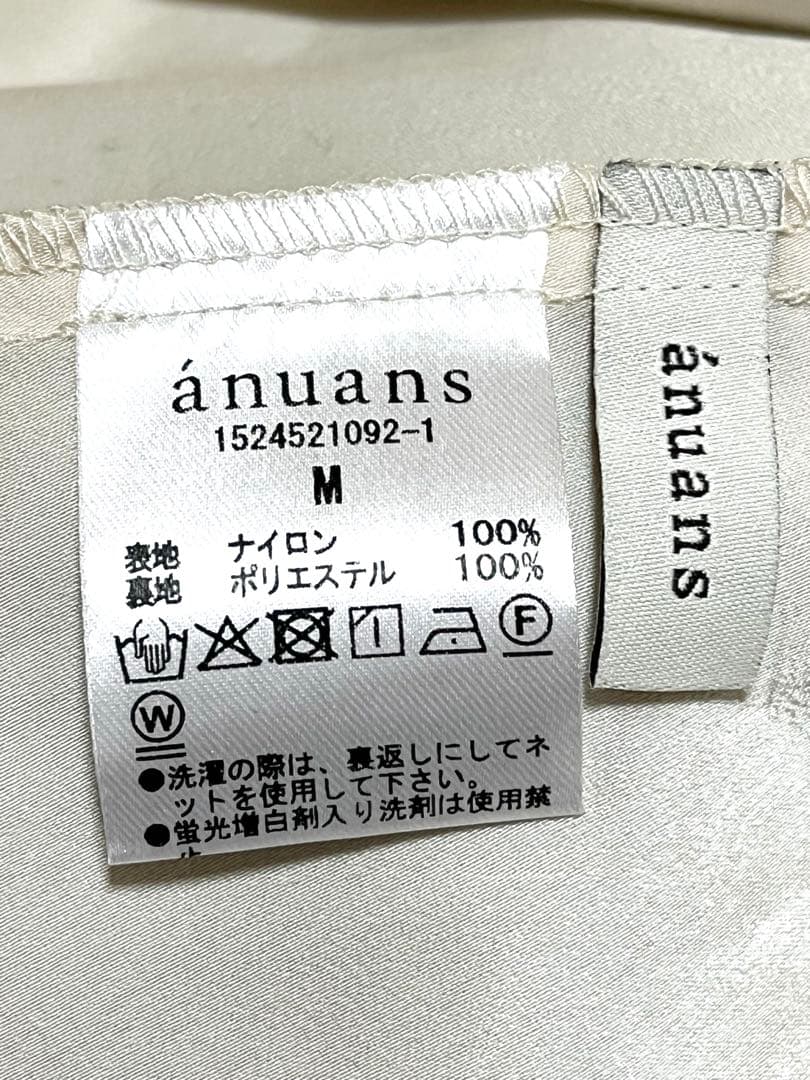 ánuans
1524521092-1
M
表地 ナイロン 100%
裏地 ポリエステル 100%
F
W
●洗濯の際は、裏返しにしてネ
ットを使用して下さい。
●蛍光増白剤入り洗剤は使用禁
ánuans